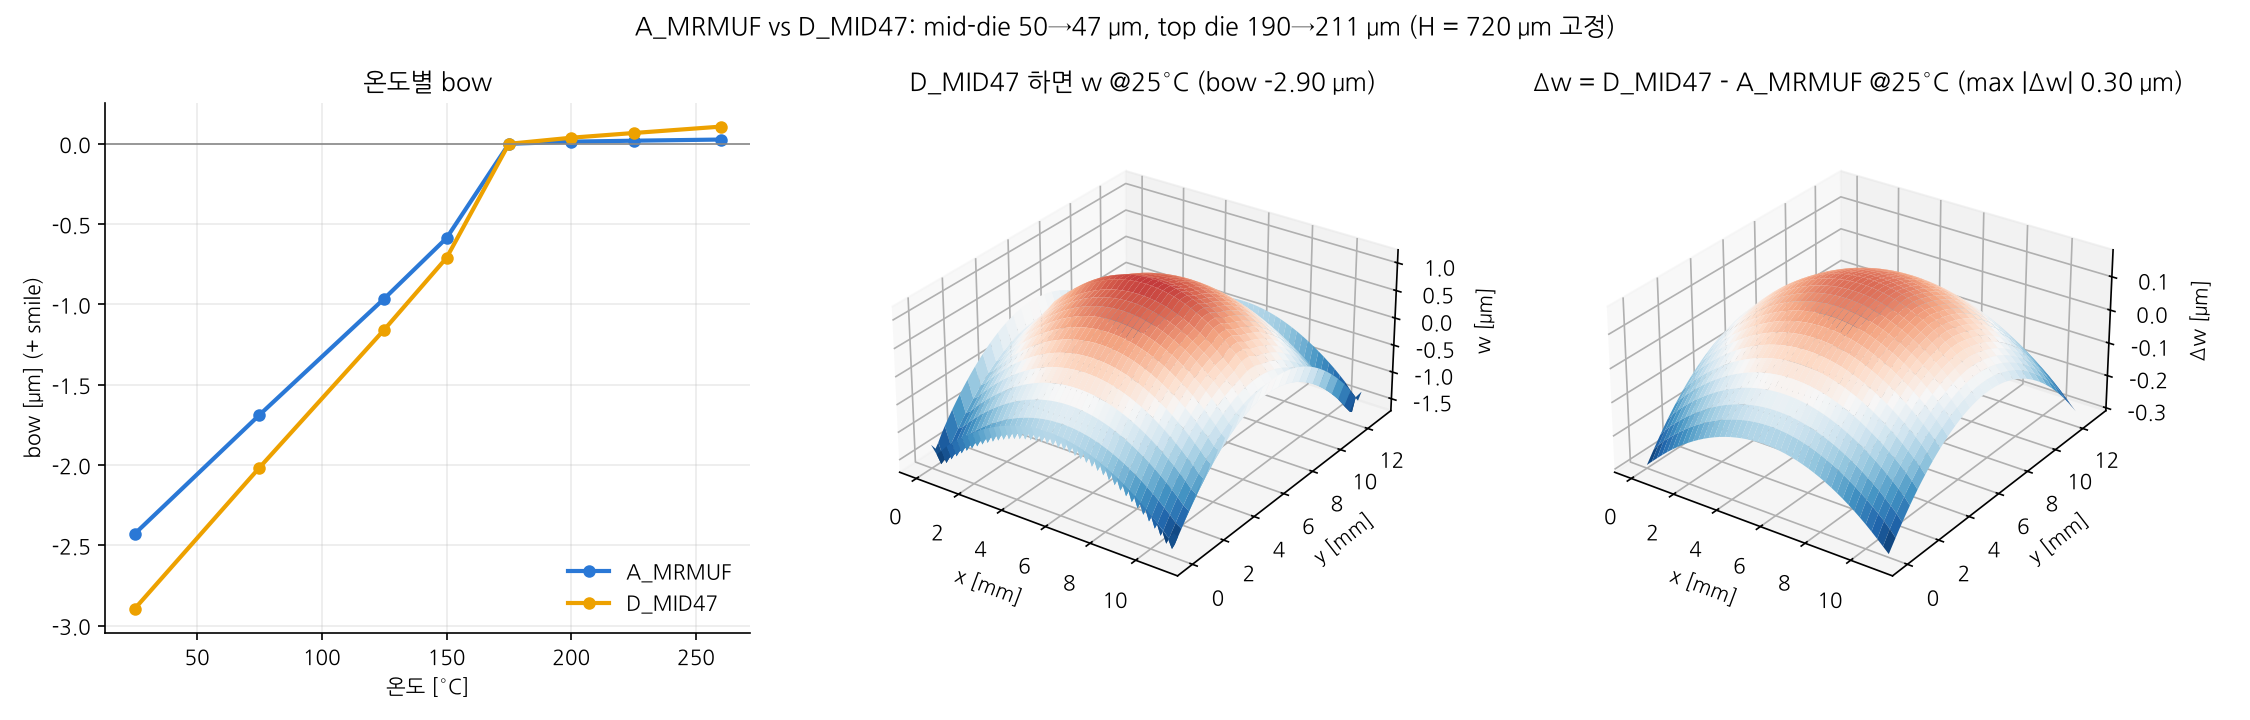 A_MRMUF vs D_MID47: mid-die 50→47 µm, top die 190→211 µm (H = 720 µm 고정)
온도별 bow
bow [µm] (+ smile)
0.0
-0.5
-1.0
-1.5
-2.0
-2.5
-3.0
50 100 150 200 250
온도 [°C]
A_MRMUF
D_MID47
D_MID47 하면 w @25°C (bow -2.90 µm)
1.0
0.5
0.0
-0.5
-1.0
-1.5
w [µm]
0 2 4 6 8 10
x [mm]
0 2 4 6 8 10 12
y [mm]
Δw = D_MID47 - A_MRMUF @25°C (max |Δw| 0.30 µm)
0.1
0.0
-0.1
-0.2
-0.3
Δw [µm]
0 2 4 6 8 10
x [mm]
0 2 4 6 8 10 12
y [mm]